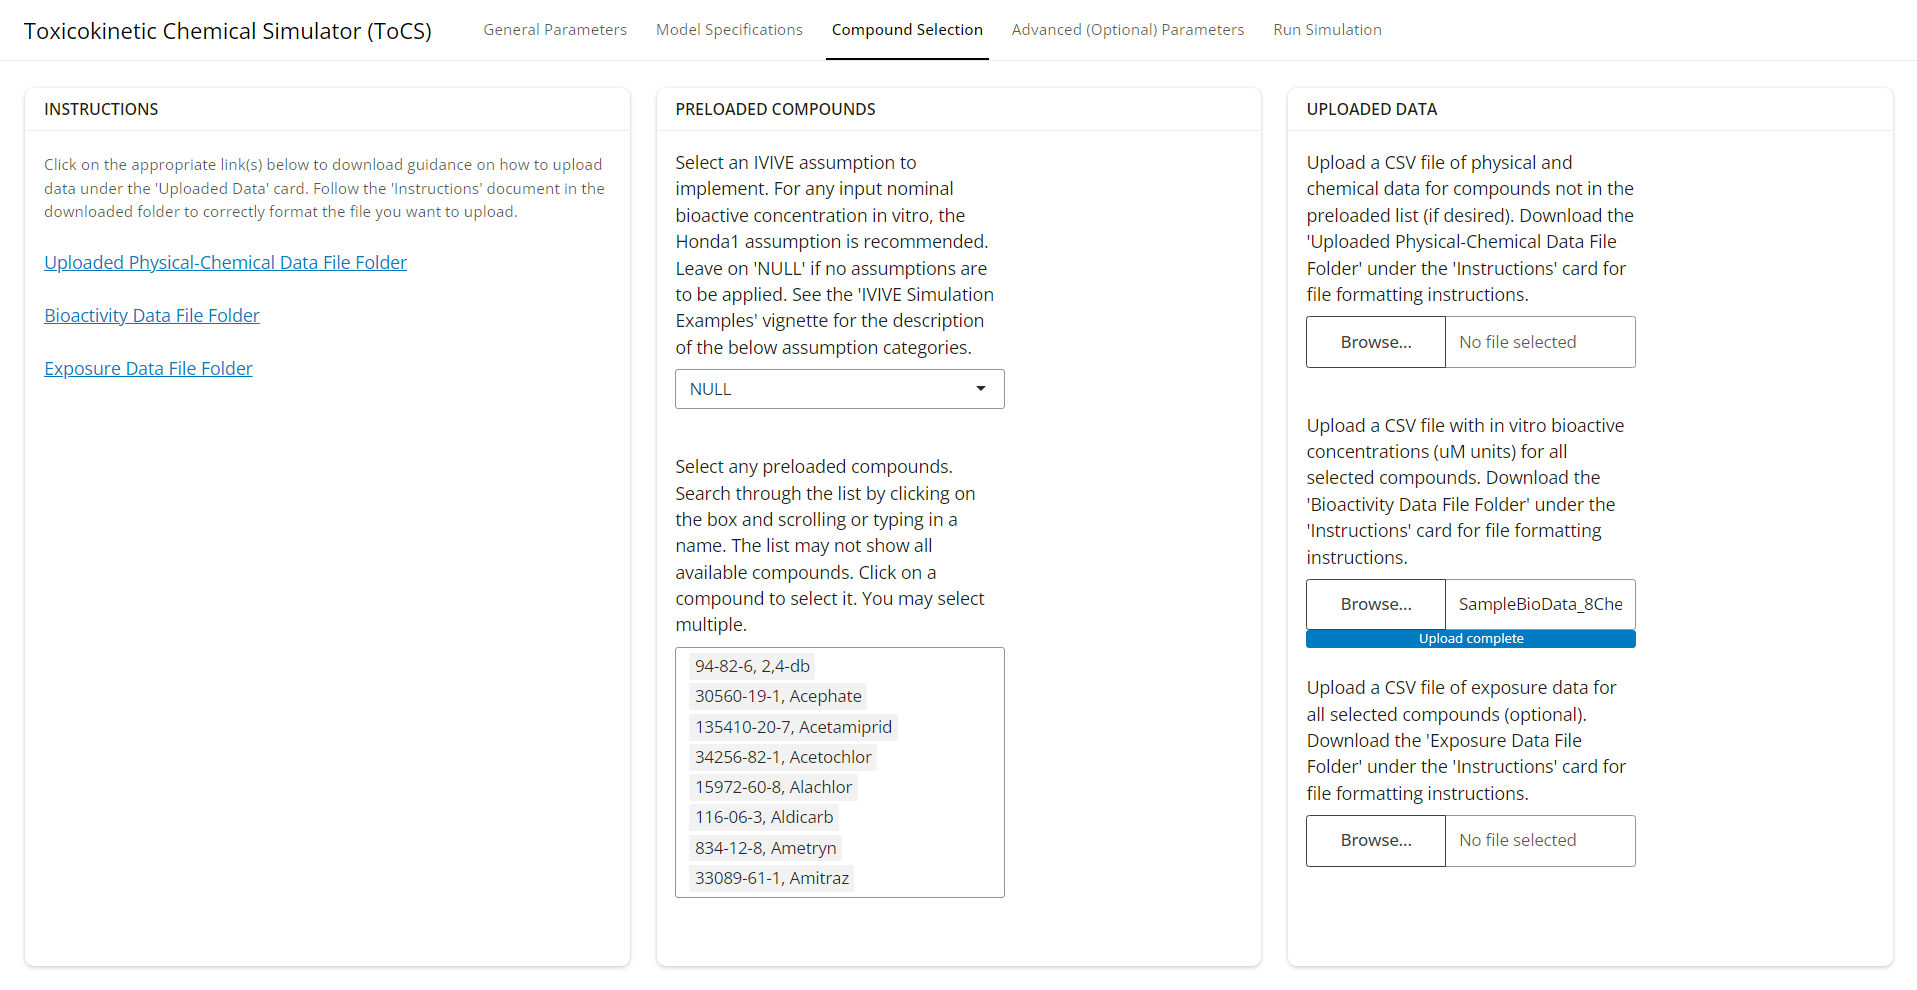 Toxicokinetic Chemical Simulator (ToCS)
General Parameters
Model Specifications
Compound Selection
Advanced (Optional) Parameters
Run Simulation
INSTRUCTIONS
Click on the appropriate link(s) below to download guidance on how to upload
data under the 'Uploaded Data' card. Follow the 'Instructions' document in the
downloaded folder to correctly format the file you want to upload.
Uploaded Physical-Chemical Data File Folder
Bioactivity Data File Folder
Exposure Data File Folder
PRELOADED COMPOUNDS
Select an IVIVE assumption to
implement. For any input nominal
bioactive concentration in vitro, the
Honda1 assumption is recommended.
Leave on 'NULL' if no assumptions are
to be applied. See the 'IVIVE Simulation
Examples' vignette for the description
of the below assumption categories.
NULL
Select any preloaded compounds.
Search through the list by clicking on
the box and scrolling or typing in a
name. The list may not show all
available compounds. Click on a
compound to select it. You may select
multiple.
94-82-6, 2,4-db
30560-19-1, Acephate
135410-20-7, Acetamiprid
34256-82-1, Acetochlor
15972-60-8, Alachlor
116-06-3, Aldicarb
834-12-8, Ametryn
33089-61-1, Amitraz
UPLOADED DATA
Upload a CSV file of physical and
chemical data for compounds not in the
preloaded list (if desired). Download the
'Uploaded Physical-Chemical Data File
Folder' under the 'Instructions' card for
file formatting instructions.
Browse...
No file selected
Upload a CSV file with in vitro bioactive
concentrations (uM units) for all
selected compounds. Download the
'Bioactivity Data File Folder' under the
'Instructions' card for file formatting
instructions.
Browse...
SampleBioData_8Che
Upload complete
Upload a CSV file of exposure data for
all selected compounds (optional).
Download the 'Exposure Data File
Folder' under the 'Instructions' card for
file formatting instructions.
Browse...
No file selected